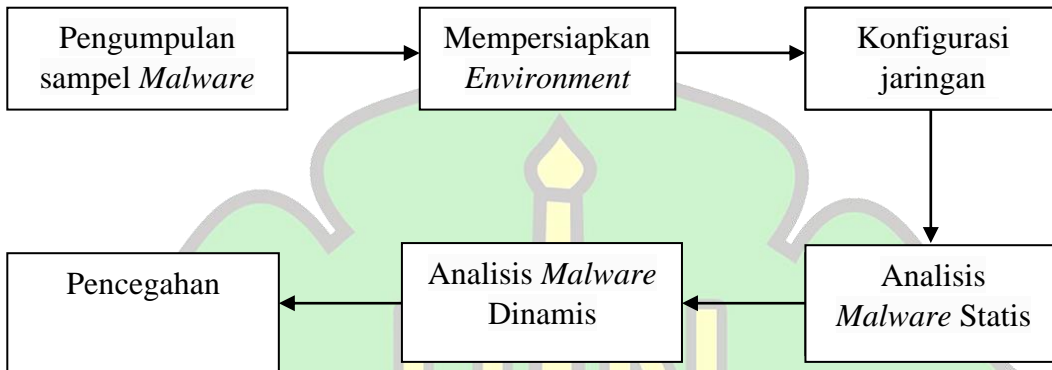 Pengumpulan
sampel Malware
Mempersiapkan
Environment
Konfigurasi
jaringan
Analisis
Malware Statis
Analisis Malware
Dinamis
Pencegahan